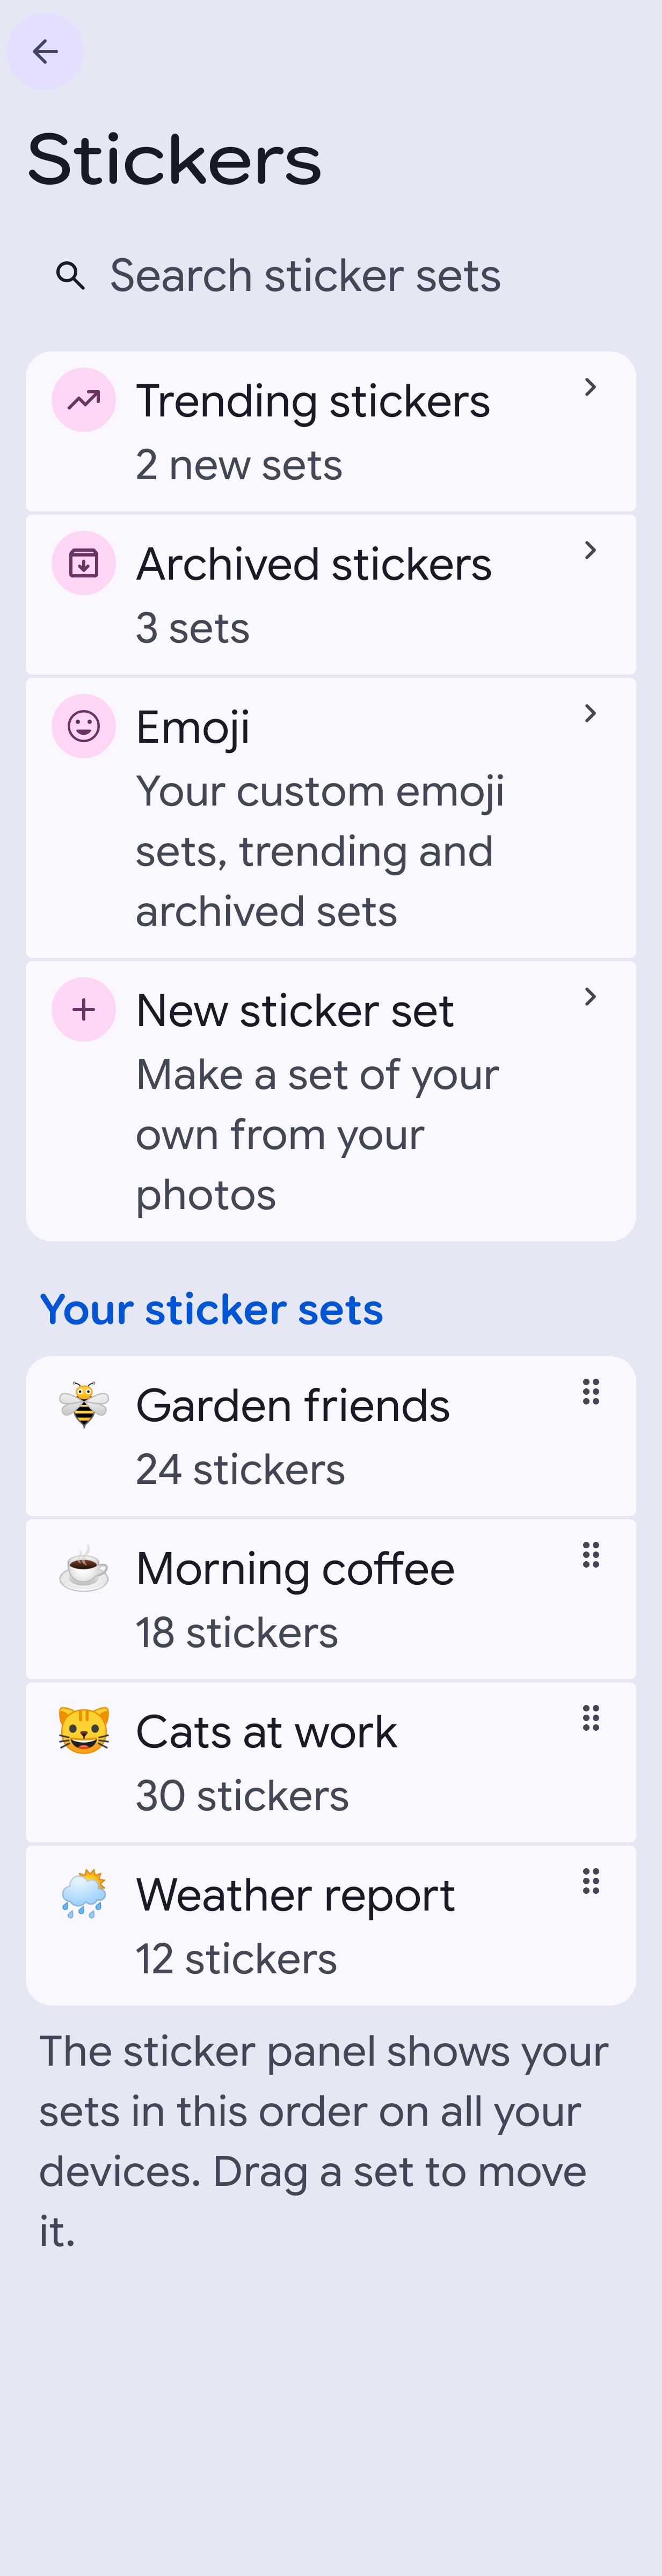 Stickers
Search sticker sets
Trending stickers
2 new sets
Archived stickers
3 sets
Emoji
Your custom emoji
sets, trending and
archived sets
New sticker set
Make a set of your
own from your
photos
Your sticker sets
Garden friends
24 stickers
Morning coffee
18 stickers
Cats at work
30 stickers
Weather report
12 stickers
The sticker panel shows your
sets in this order on all your
devices. Drag a set to move
it.